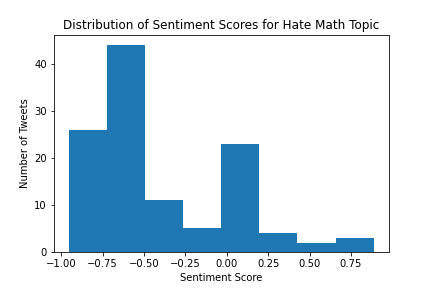 Distribution of Sentiment Scores for Hate Math Topic
Number of Tweets
40
30
20
10
0
−1.00 −0.75 −0.50 −0.25 0.00 0.25 0.50 0.75
Sentiment Score